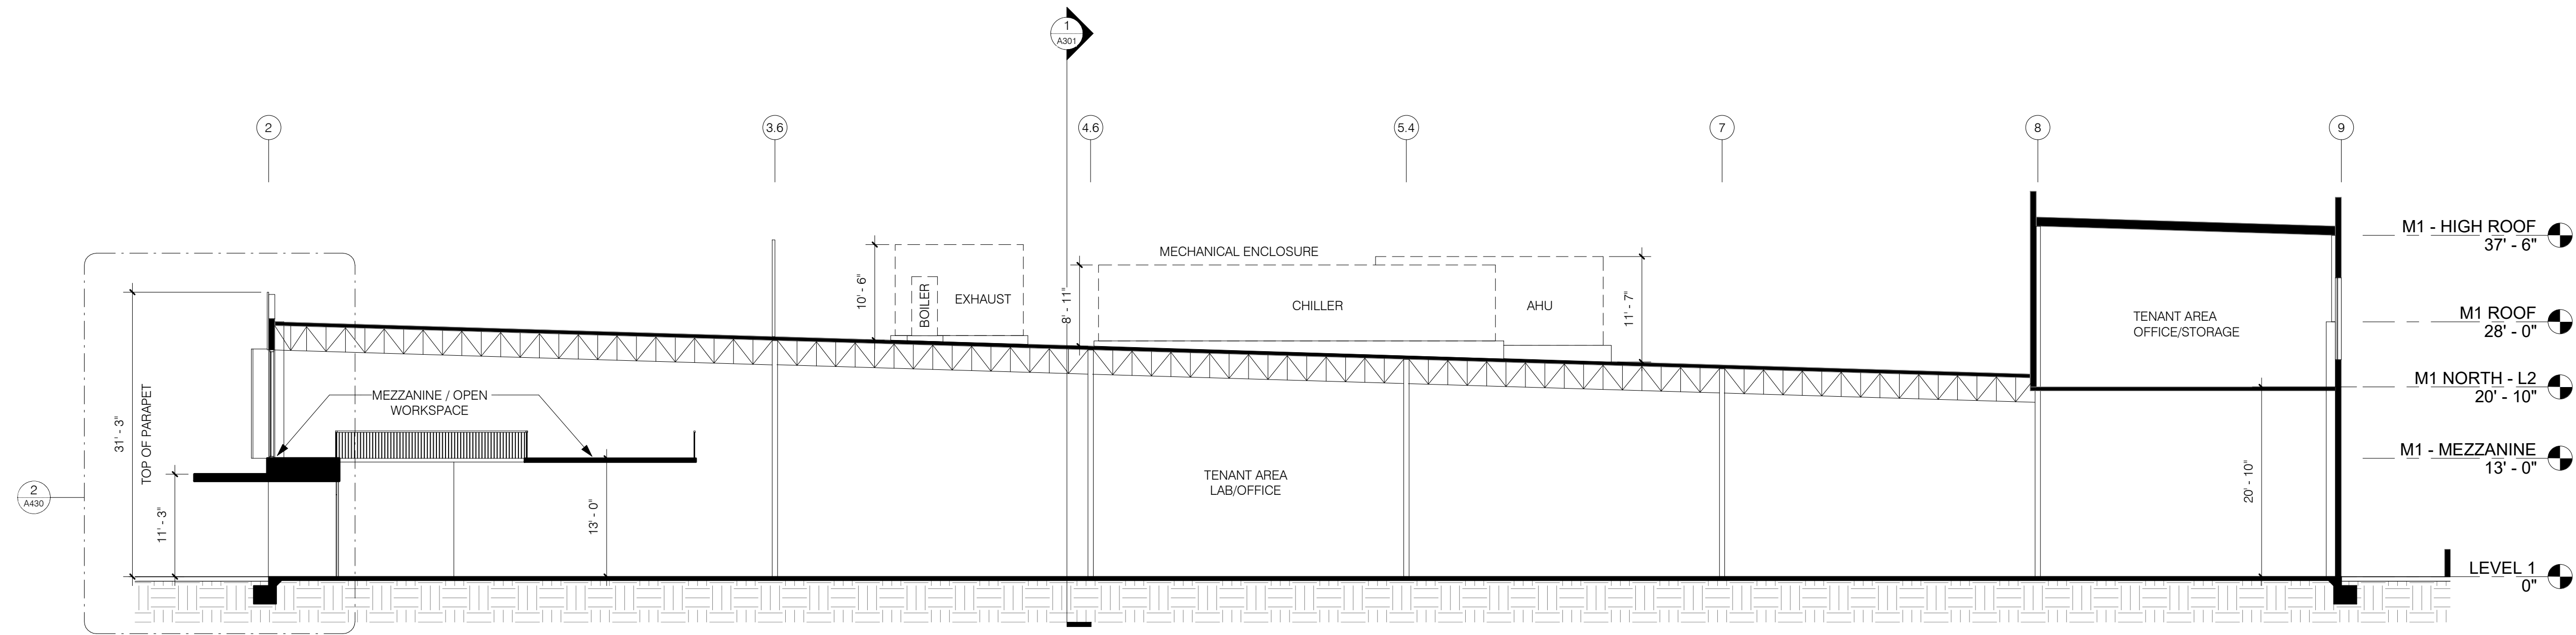 1
A301
2
3.6
4.6
5.4
7
8
9
M1 - HIGH ROOF
37' - 6"
MECHANICAL ENCLOSURE
10' - 6"
BOILER
EXHAUST
8' - 11"
CHILLER
AHU
11' - 7"
TENANT AREA
OFFICE/STORAGE
M1 ROOF
28' - 0"
M1 NORTH - L2
20' - 10"
31' - 3"
TOP OF PARAPET
MEZZANINE / OPEN
WORKSPACE
M1 - MEZZANINE
13' - 0"
2
A430
11' - 3"
13' - 0"
TENANT AREA
LAB/OFFICE
20' - 10"
LEVEL 1
0"